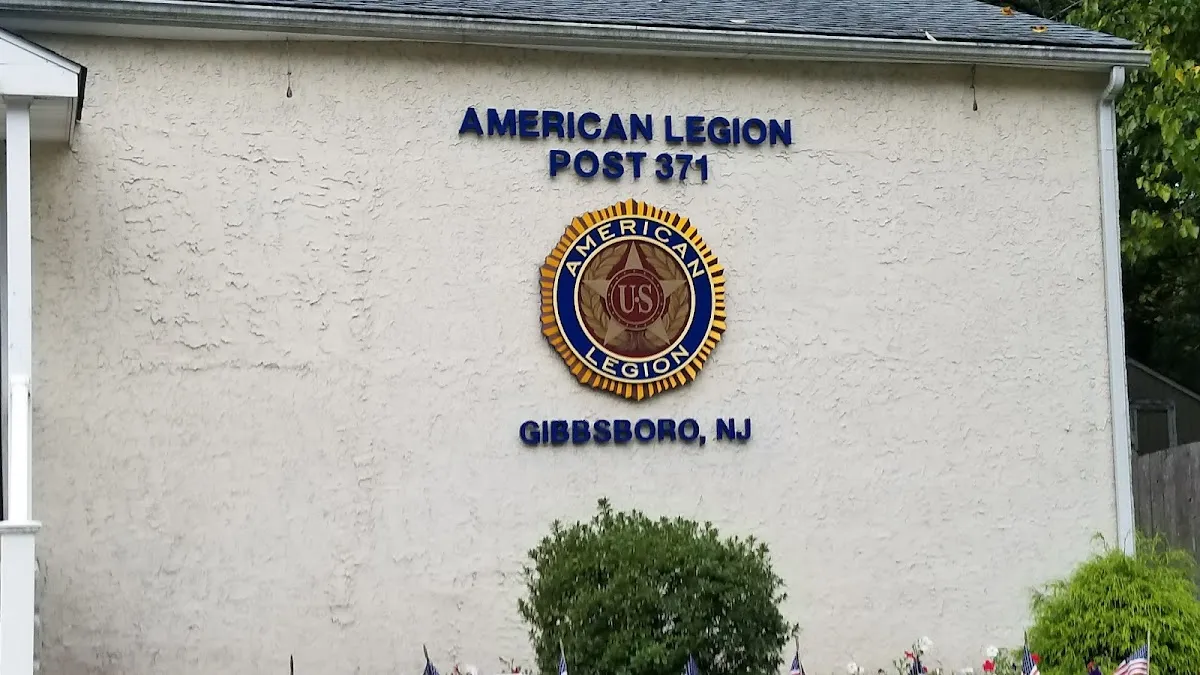 AMERICAN LEGION
POST 371
AMERICAN
U.S
LEGION
GIBBSBORO, NJ